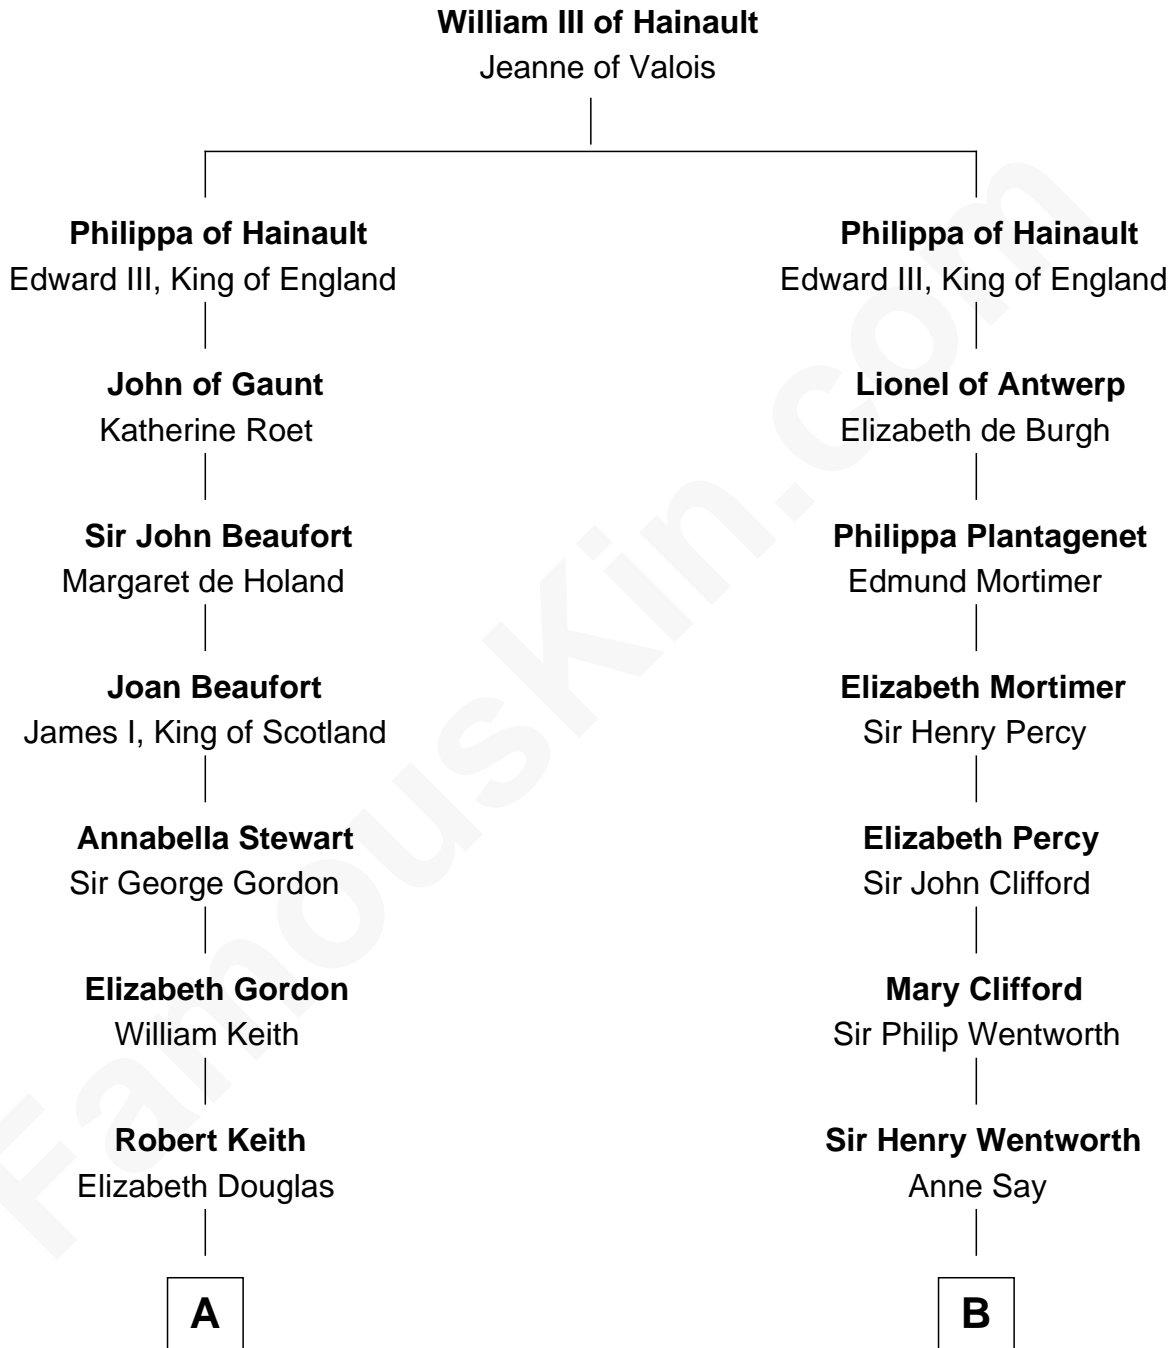 William III of Hainault
Jeanne of Valois
Philippa of Hainault
Edward III, King of England
John of Gaunt
Katherine Roet
Sir John Beaufort
Margaret de Holand
Joan Beaufort
James I, King of Scotland
Annabella Stewart
Sir George Gordon
Elizabeth Gordon
William Keith
Robert Keith
Elizabeth Douglas
A
Philippa of Hainault
Edward III, King of England
Lionel of Antwerp
Elizabeth de Burgh
Philippa Plantagenet
Edmund Mortimer
Elizabeth Mortimer
Sir Henry Percy
Elizabeth Percy
Sir John Clifford
Mary Clifford
Sir Philip Wentworth
Sir Henry Wentworth
Anne Say
B
FamousKin.com